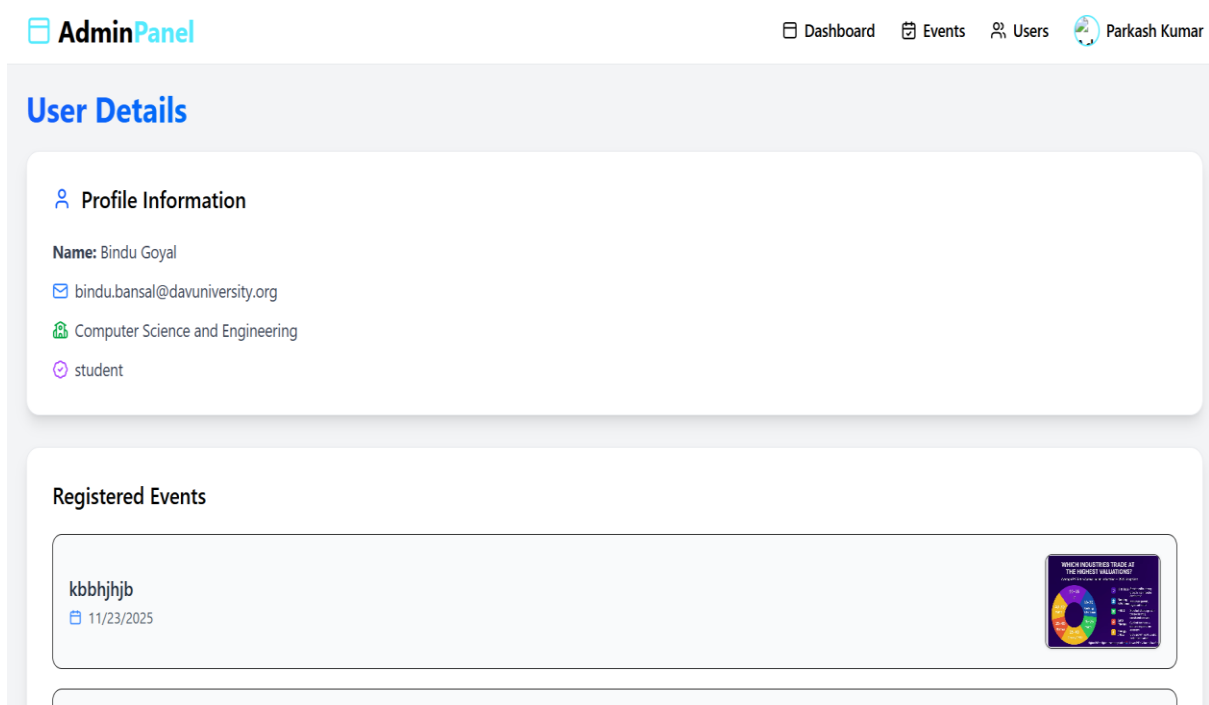 AdminPanel
Dashboard Events Users Parkash Kumar
User Details
Profile Information
Name: Bindu Goyal
bindu.bansal@davuniversity.org
Computer Science and Engineering
student
Registered Events
kbbhjhjb
11/23/2025
WHICH INDUSTRIES TRADE AT
THE HIGHEST VALUATIONS?